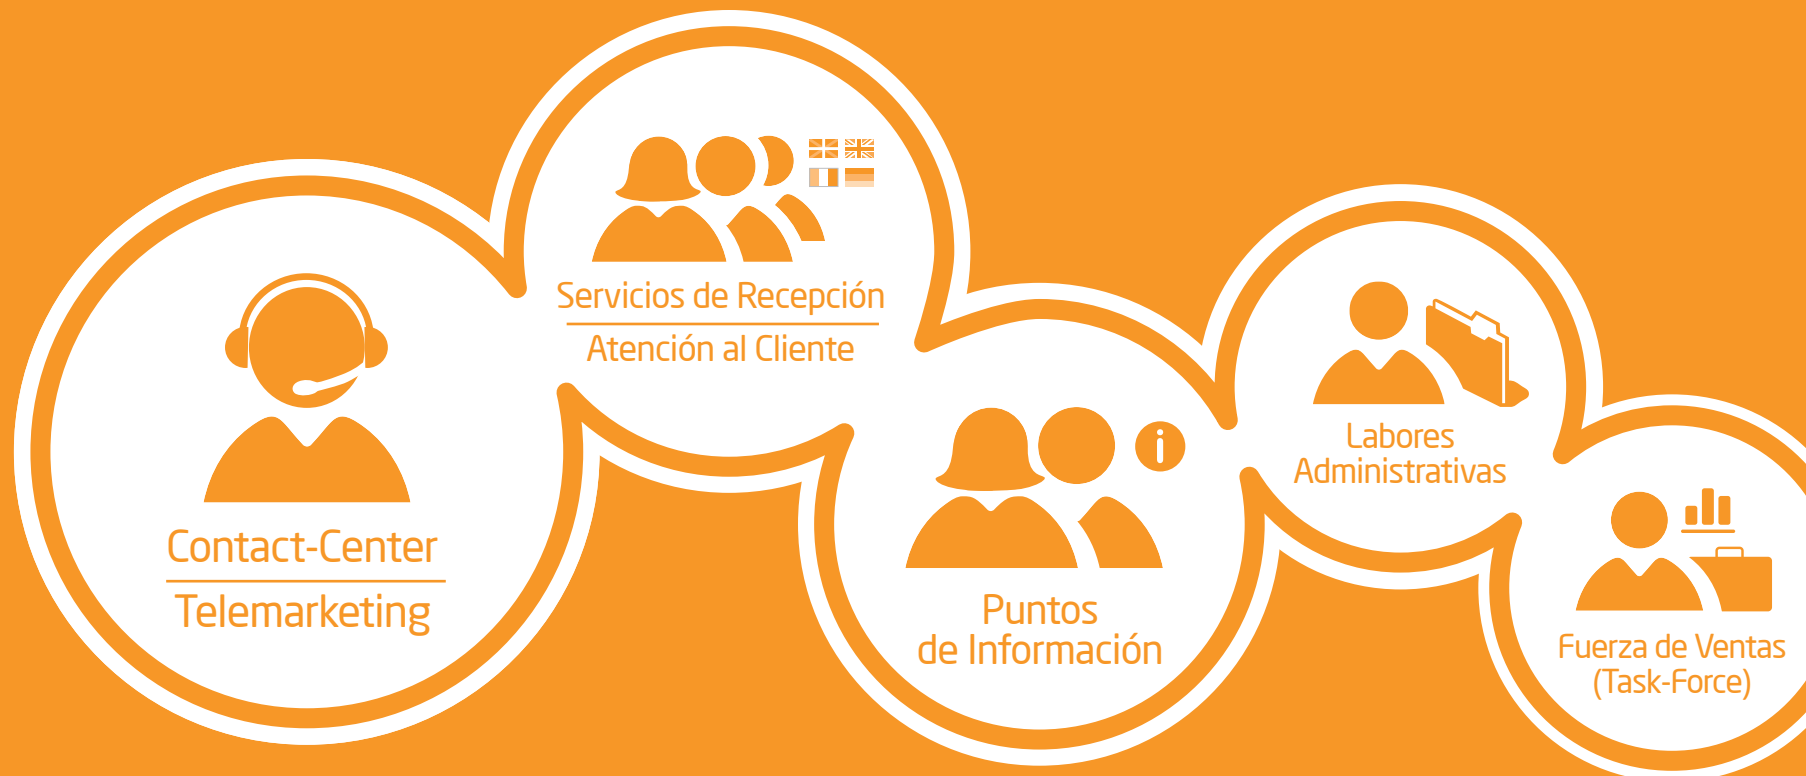 Contact-Center
Telemarketing
Servicios de Recepción
Atención al Cliente
Puntos
de Información
i
Labores
Administrativas
Fuerza de Ventas
(Task-Force)